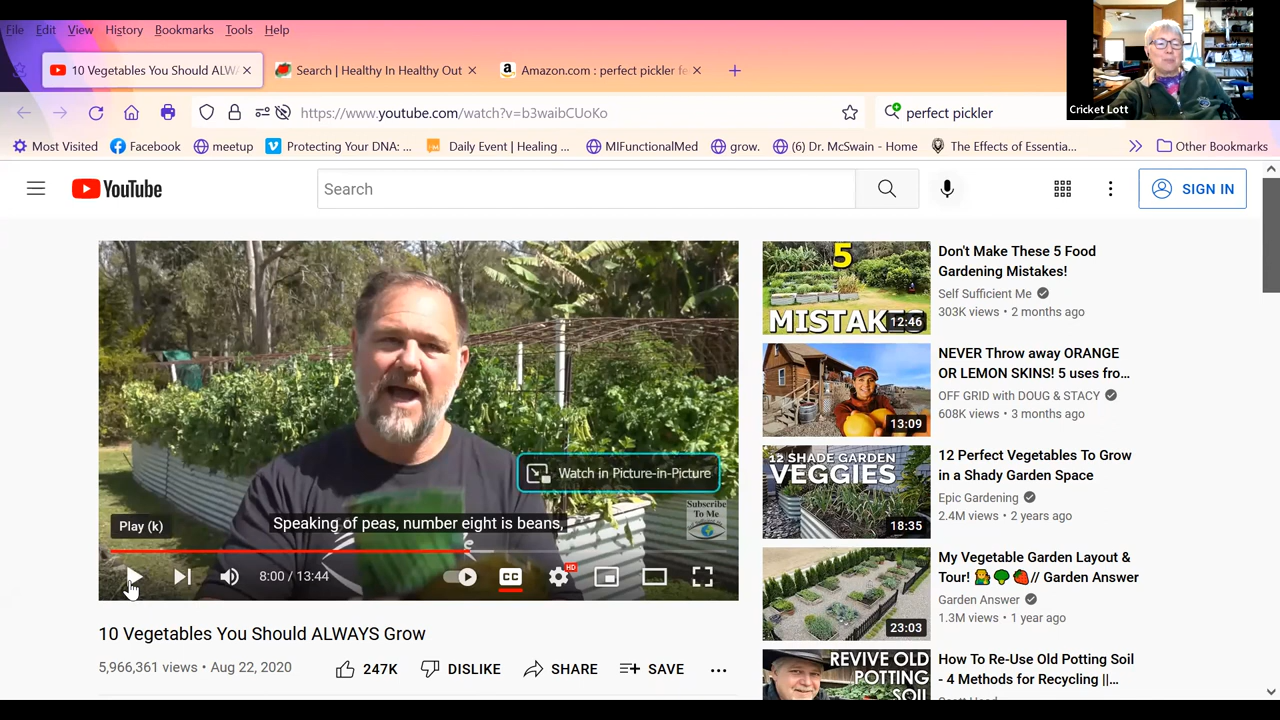 File Edit View History Bookmarks Tools Help
10 Vegetables You Should ALWA
Search | Healthy In Healthy Out
Amazon.com : perfect pickler fe
https://www.youtube.com/watch?v=b3waibCUoKo
perfect pickler
Cricket Lott
Most Visited
Facebook
meetup
Protecting Your DNA: ...
Daily Event | Healing ...
MIFunctionalMed
grow.
(6) Dr. McSwain - Home
The Effects of Essentia...
Other Bookmarks
YouTube
Search
SIGN IN
Watch in Picture-in-Picture
Subscribe
To Me
Play (k)
Speaking of peas, number eight is beans,
8:00 / 13:44
CC
HD
10 Vegetables You Should ALWAYS Grow
5,966,361 views • Aug 22, 2020
247K
DISLIKE
SHARE
SAVE
5
MISTAKE
12:46
Don't Make These 5 Food
Gardening Mistakes!
Self Sufficient Me
303K views • 2 months ago
13:09
NEVER Throw away ORANGE
OR LEMON SKINS! 5 uses fro...
OFF GRID with DOUG & STACY
608K views • 3 months ago
12 SHADE GARDEN
VEGGIES
18:35
12 Perfect Vegetables To Grow
in a Shady Garden Space
Epic Gardening
2.4M views • 2 years ago
23:03
My Vegetable Garden Layout &
Tour! 👩‍🌾🥦🍓// Garden Answer
Garden Answer
1.3M views • 1 year ago
REVIVE OLD
POTTING
SOIL
How To Re-Use Old Potting Soil
- 4 Methods for Recycling ||...